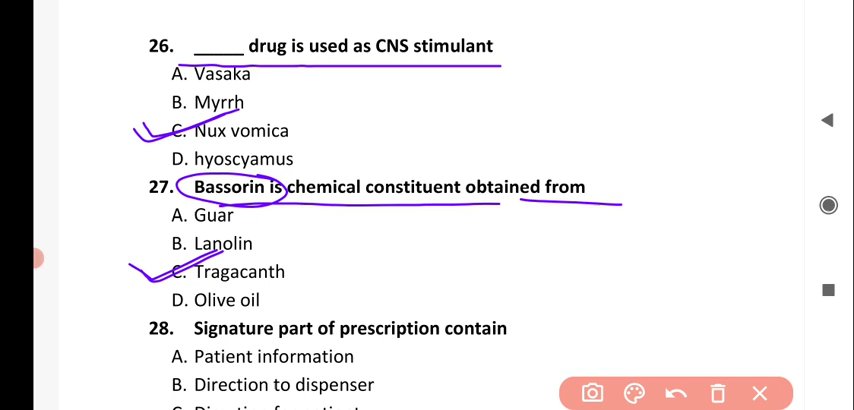 26. _____ drug is used as CNS stimulant
A. Vasaka
B. Myrrh
C. Nux vomica
D. hyoscyamus
27. Bassorin is chemical constituent obtained from
A. Guar
B. Lanolin
C. Tragacanth
D. Olive oil
28. Signature part of prescription contain
A. Patient information
B. Direction to dispenser